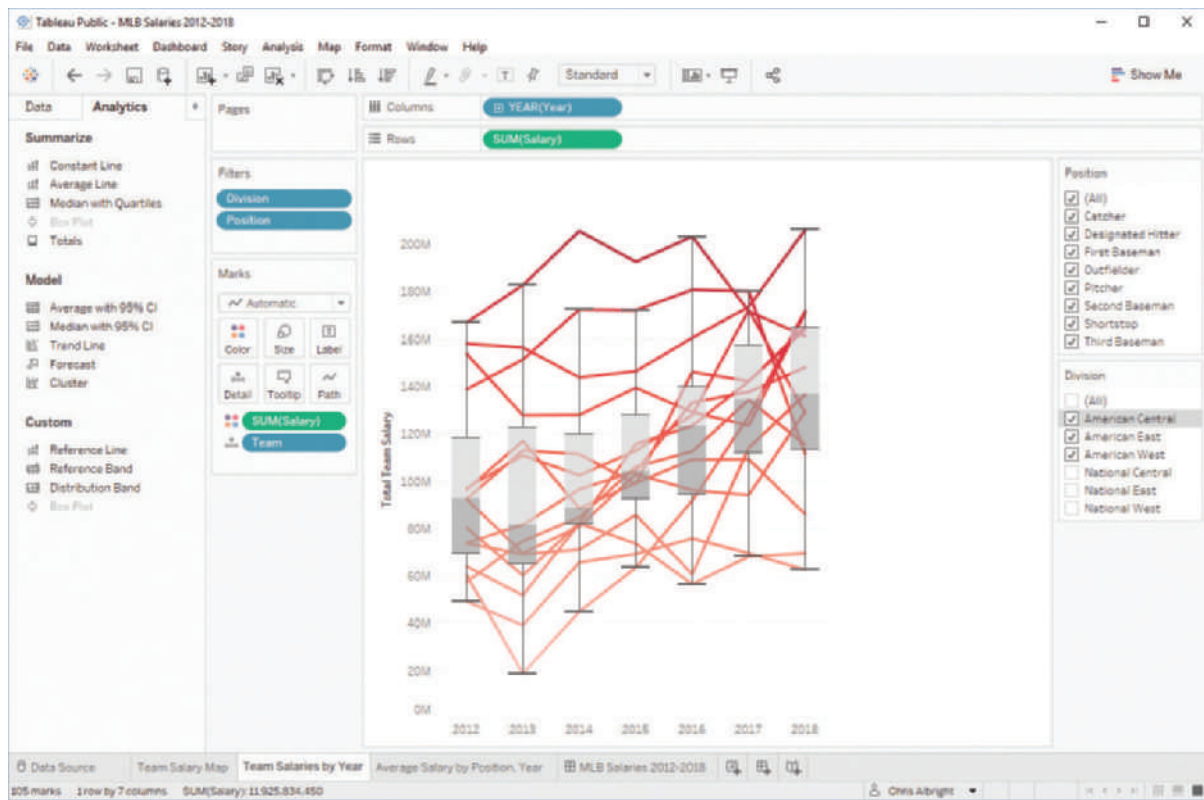 Tableau Public - MLB Salaries 2012-2018
File Data Worksheet Dashboard Story Analysis Map Format Window Help
Standard
Show Me
Data Analytics
Summarize
Constant Line
Average Line
Median with Quartiles
Box Plot
Totals
Model
Average with 95% CI
Median with 95% CI
Trend Line
Forecast
Cluster
Custom
Reference Line
Reference Band
Distribution Band
Box Plot
Pages
Filters
Division
Position
Marks
Automatic
Color Size Label
Detail Tooltip Path
SUM(Salary)
Team
Columns YEAR(Year)
Rows SUM(Salary)
Total Team Salary
200M
180M
160M
140M
120M
100M
80M
60M
40M
20M
0M
2012 2013 2014 2015 2016 2017 2018
Position
(All)
Catcher
Designated Hitter
First Baseman
Outfielder
Pitcher
Second Baseman
Shortstop
Third Baseman
Division
(All)
American Central
American East
American West
National Central
National East
National West
Data Source Team Salary Map Team Salaries by Year Average Salary by Position, Year MLB Salaries 2012-2018
105 marks 1 row by 7 columns SUM(Salary): 11,925,834,450 Chris Albright